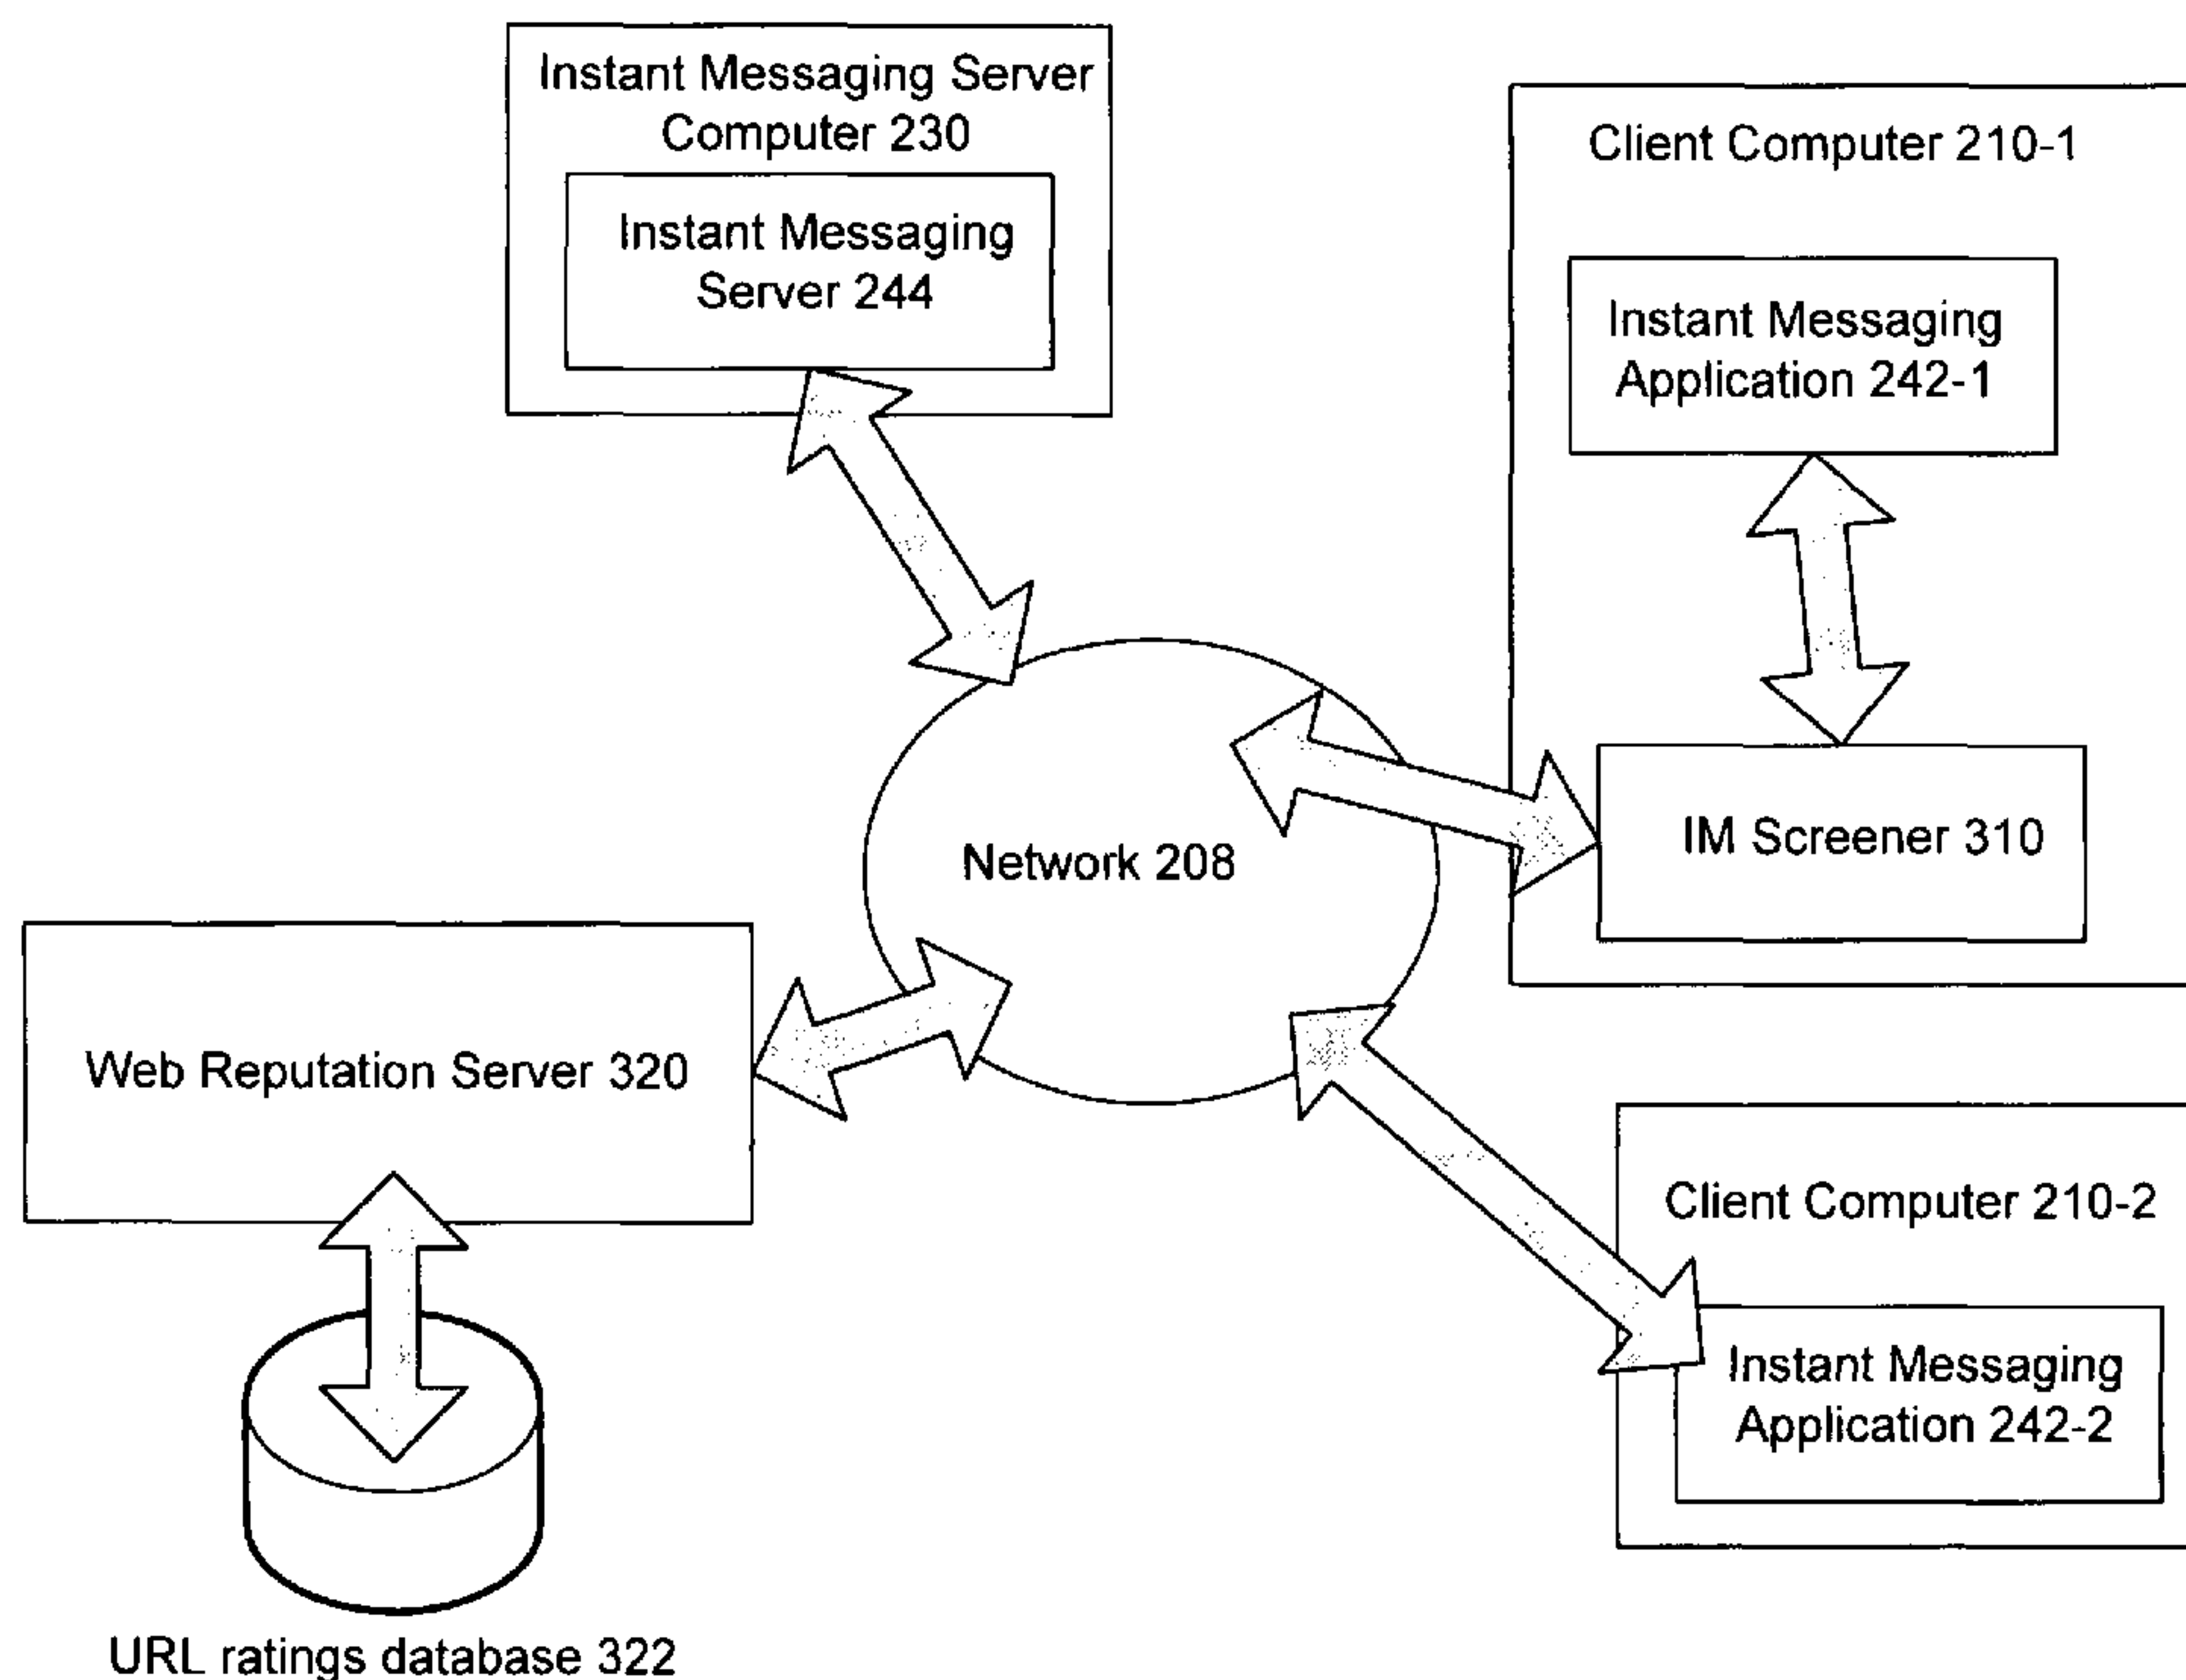 Instant Messaging Server
Computer 230
Instant Messaging
Server 244
Client Computer 210-1
Instant Messaging
Application 242-1
IM Screener 310
Network 208
Web Reputation Server 320
Client Computer 210-2
Instant Messaging
Application 242-2
URL ratings database 322